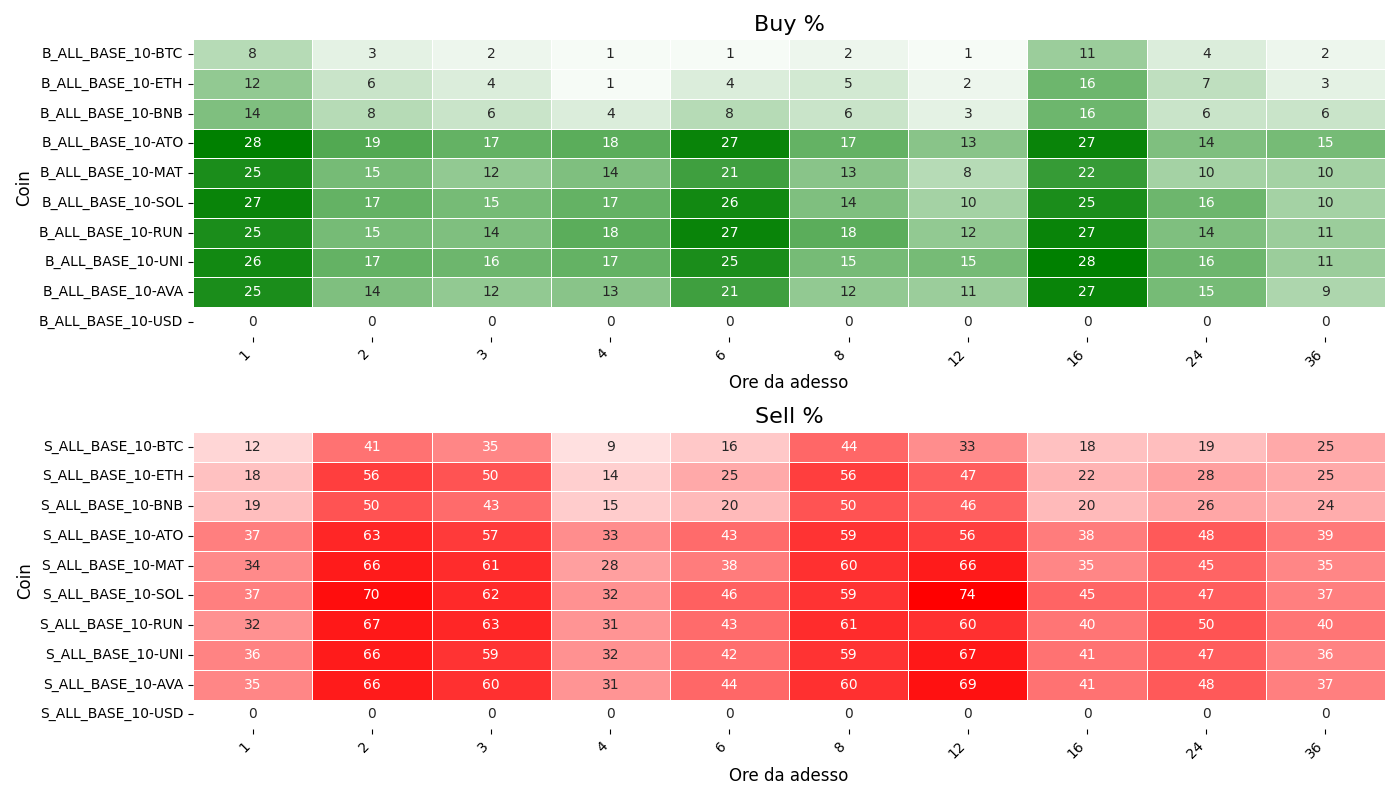 Buy %
Coin
B_ALL_BASE_10-BTC 8 3 2 1 1 2 1 11 4 2
B_ALL_BASE_10-ETH 12 6 4 1 4 5 2 16 7 3
B_ALL_BASE_10-BNB 14 8 6 4 8 6 3 16 6 6
B_ALL_BASE_10-ATO 28 19 17 18 27 17 13 27 14 15
B_ALL_BASE_10-MAT 25 15 12 14 21 13 8 22 10 10
B_ALL_BASE_10-SOL 27 17 15 17 26 14 10 25 16 10
B_ALL_BASE_10-RUN 25 15 14 18 27 18 12 27 14 11
B_ALL_BASE_10-UNI 26 17 16 17 25 15 15 28 16 11
B_ALL_BASE_10-AVA 25 14 12 13 21 12 11 27 15 9
B_ALL_BASE_10-USD 0 0 0 0 0 0 0 0 0 0
1 2 3 4 6 8 12 16 24 36
Ore da adesso
Sell %
Coin
S_ALL_BASE_10-BTC 12 41 35 9 16 44 33 18 19 25
S_ALL_BASE_10-ETH 18 56 50 14 25 56 47 22 28 25
S_ALL_BASE_10-BNB 19 50 43 15 20 50 46 20 26 24
S_ALL_BASE_10-ATO 37 63 57 33 43 59 56 38 48 39
S_ALL_BASE_10-MAT 34 66 61 28 38 60 66 35 45 35
S_ALL_BASE_10-SOL 37 70 62 32 46 59 74 45 47 37
S_ALL_BASE_10-RUN 32 67 63 31 43 61 60 40 50 40
S_ALL_BASE_10-UNI 36 66 59 32 42 59 67 41 47 36
S_ALL_BASE_10-AVA 35 66 60 31 44 60 69 41 48 37
S_ALL_BASE_10-USD 0 0 0 0 0 0 0 0 0 0
1 2 3 4 6 8 12 16 24 36
Ore da adesso